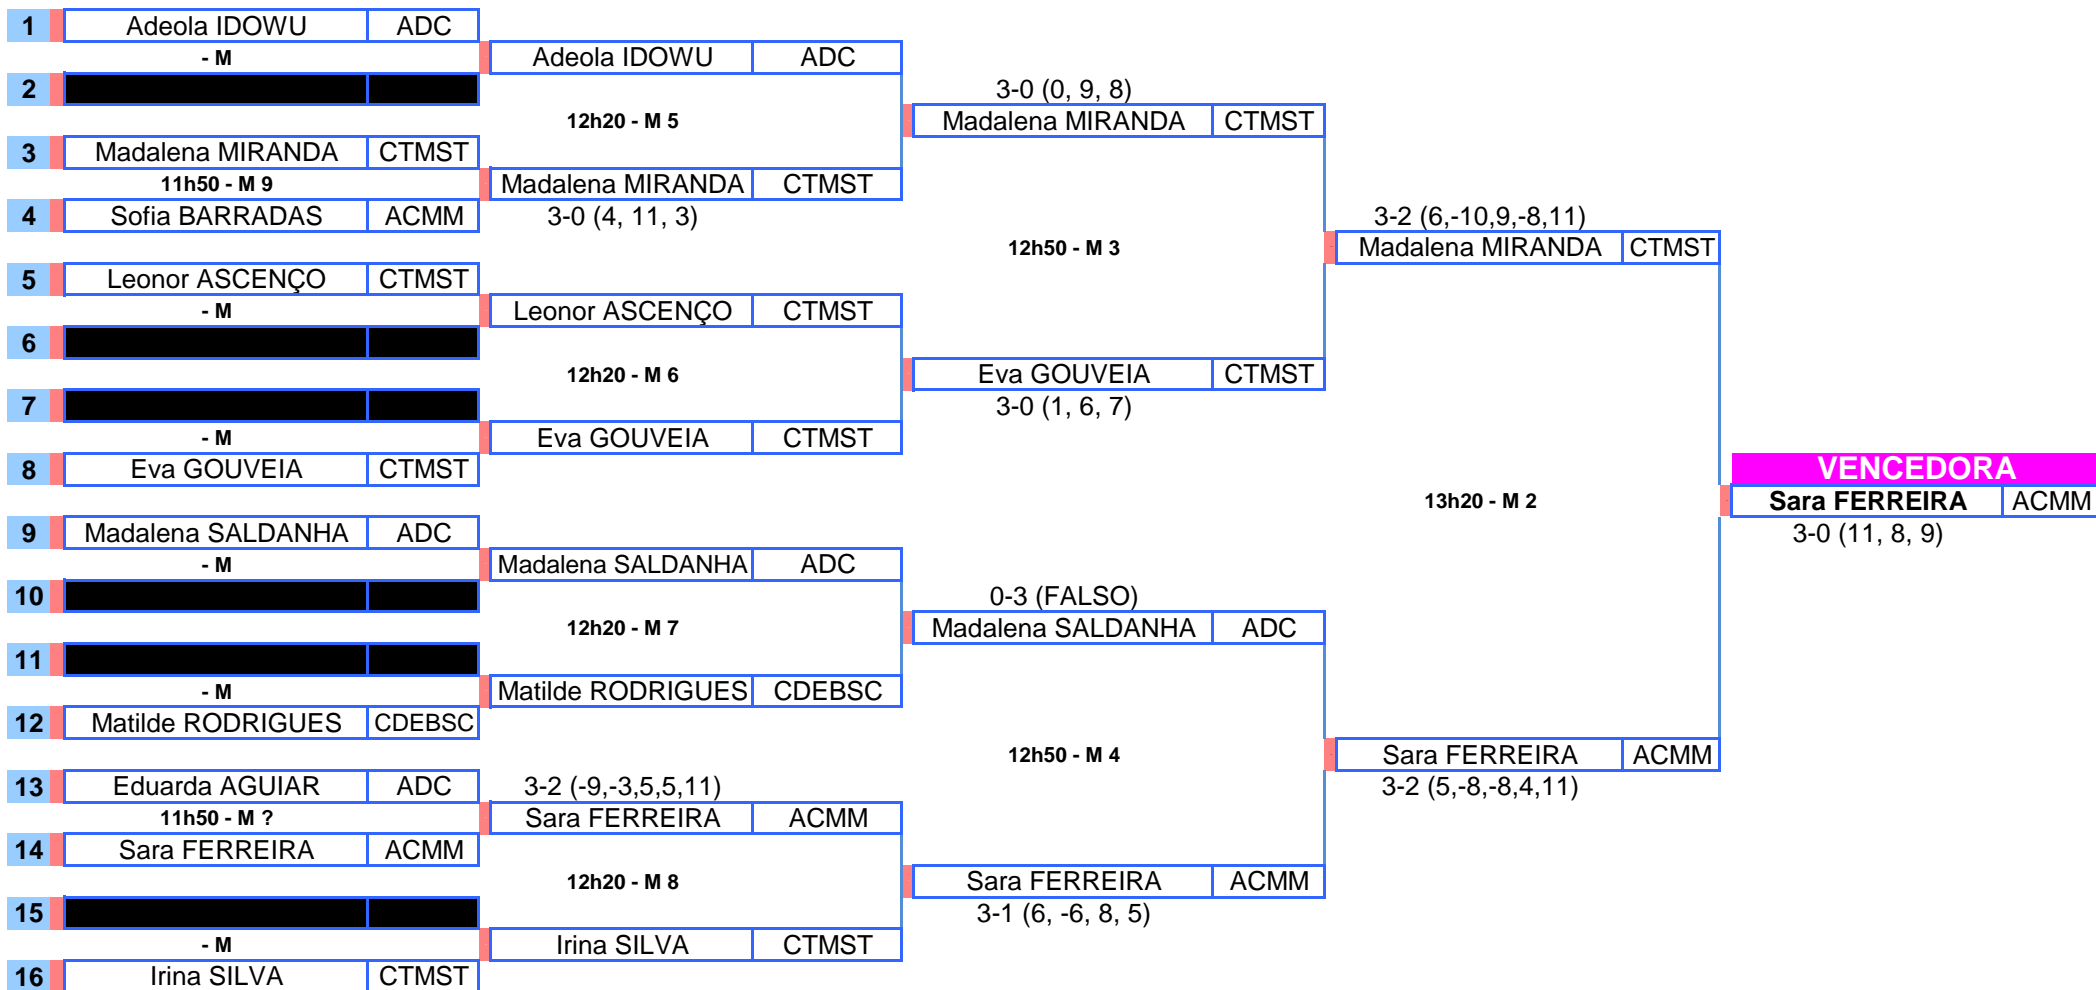 1 Adeola IDOWU ADC
- M
Adeola IDOWU ADC
2
3-0 (0, 9, 8)
12h20 - M 5
Madalena MIRANDA CTMST
3 Madalena MIRANDA CTMST
11h50 - M 9
Madalena MIRANDA CTMST
4 Sofia BARRADAS ACMM
3-0 (4, 11, 3)
3-2 (6,-10,9,-8,11)
12h50 - M 3
Madalena MIRANDA CTMST
5 Leonor ASCENÇO CTMST
- M
Leonor ASCENÇO CTMST
6
12h20 - M 6
Eva GOUVEIA CTMST
7
3-0 (1, 6, 7)
- M
Eva GOUVEIA CTMST
8 Eva GOUVEIA CTMST
VENCEDORA
13h20 - M 2
Sara FERREIRA ACMM
3-0 (11, 8, 9)
9 Madalena SALDANHA ADC
- M
Madalena SALDANHA ADC
10
0-3 (FALSO)
12h20 - M 7
Madalena SALDANHA ADC
11
- M
Matilde RODRIGUES CDEBSC
12 Matilde RODRIGUES CDEBSC
12h50 - M 4
Sara FERREIRA ACMM
3-2 (5,-8,-8,4,11)
13 Eduarda AGUIAR ADC
3-2 (-9,-3,5,5,11)
11h50 - M ?
Sara FERREIRA ACMM
14 Sara FERREIRA ACMM
12h20 - M 8
Sara FERREIRA ACMM
15
3-1 (6, -6, 8, 5)
- M
Irina SILVA CTMST
16 Irina SILVA CTMST